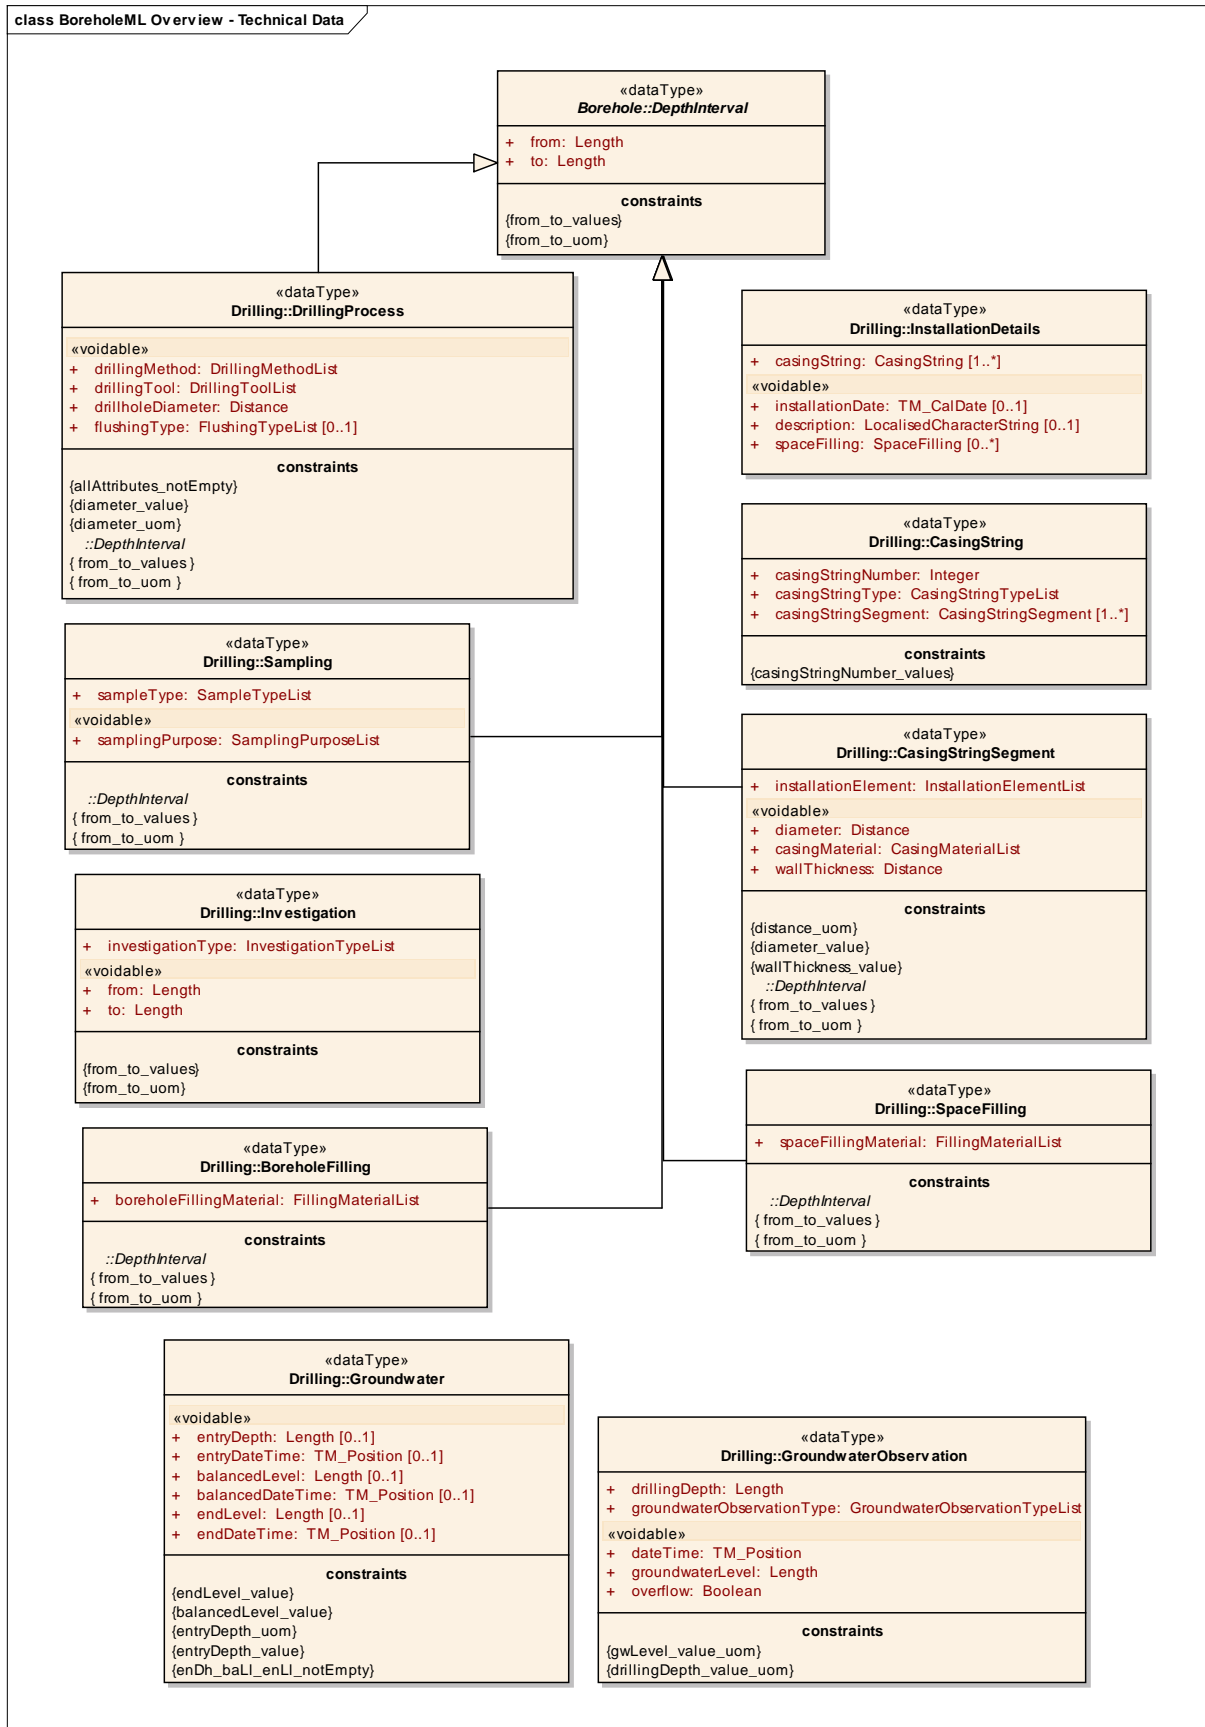 class BoreholeML Overview - Technical Data
«dataType»
Borehole::DepthInterval
+ from: Length
+ to: Length
constraints
{from_to_values}
{from_to_uom}
«dataType»
Drilling::DrillingProcess
«voidable»
+ drillingMethod: DrillingMethodList
+ drillingTool: DrillingToolList
+ drillholeDiameter: Distance
+ flushingType: FlushingTypeList [0..1]
constraints
{allAttributes_notEmpty}
{diameter_value}
{diameter_uom}
::DepthInterval
{ from_to_values }
{ from_to_uom }
«dataType»
Drilling::InstallationDetails
+ casingString: CasingString [1..*]
«voidable»
+ installationDate: TM_CalDate [0..1]
+ description: LocalisedCharacterString [0..1]
+ spaceFilling: SpaceFilling [0..*]
«dataType»
Drilling::CasingString
+ casingStringNumber: Integer
+ casingStringType: CasingStringTypeList
+ casingStringSegment: CasingStringSegment [1..*]
constraints
{casingStringNumber_values}
«dataType»
Drilling::Sampling
+ sampleType: SampleTypeList
«voidable»
+ samplingPurpose: SamplingPurposeList
constraints
::DepthInterval
{ from_to_values }
{ from_to_uom }
«dataType»
Drilling::CasingStringSegment
+ installationElement: InstallationElementList
«voidable»
+ diameter: Distance
+ casingMaterial: CasingMaterialList
+ wallThickness: Distance
constraints
{distance_uom}
{diameter_value}
{wallThickness_value}
::DepthInterval
{ from_to_values }
{ from_to_uom }
«dataType»
Drilling::Investigation
+ investigationType: InvestigationTypeList
«voidable»
+ from: Length
+ to: Length
constraints
{from_to_values}
{from_to_uom}
«dataType»
Drilling::SpaceFilling
+ spaceFillingMaterial: FillingMaterialList
constraints
::DepthInterval
{ from_to_values }
{ from_to_uom }
«dataType»
Drilling::BoreholeFilling
+ boreholeFillingMaterial: FillingMaterialList
constraints
::DepthInterval
{ from_to_values }
{ from_to_uom }
«dataType»
Drilling::Groundwater
«voidable»
+ entryDepth: Length [0..1]
+ entryDateTime: TM_Position [0..1]
+ balancedLevel: Length [0..1]
+ balancedDateTime: TM_Position [0..1]
+ endLevel: Length [0..1]
+ endDateTime: TM_Position [0..1]
constraints
{endLevel_value}
{balancedLevel_value}
{entryDepth_uom}
{entryDepth_value}
{enDh_baLl_enLl_notEmpty}
«dataType»
Drilling::GroundwaterObservation
+ drillingDepth: Length
+ groundwaterObservationType: GroundwaterObservationTypeList
«voidable»
+ dateTime: TM_Position
+ groundwaterLevel: Length
+ overflow: Boolean
constraints
{gwLevel_value_uom}
{drillingDepth_value_uom}